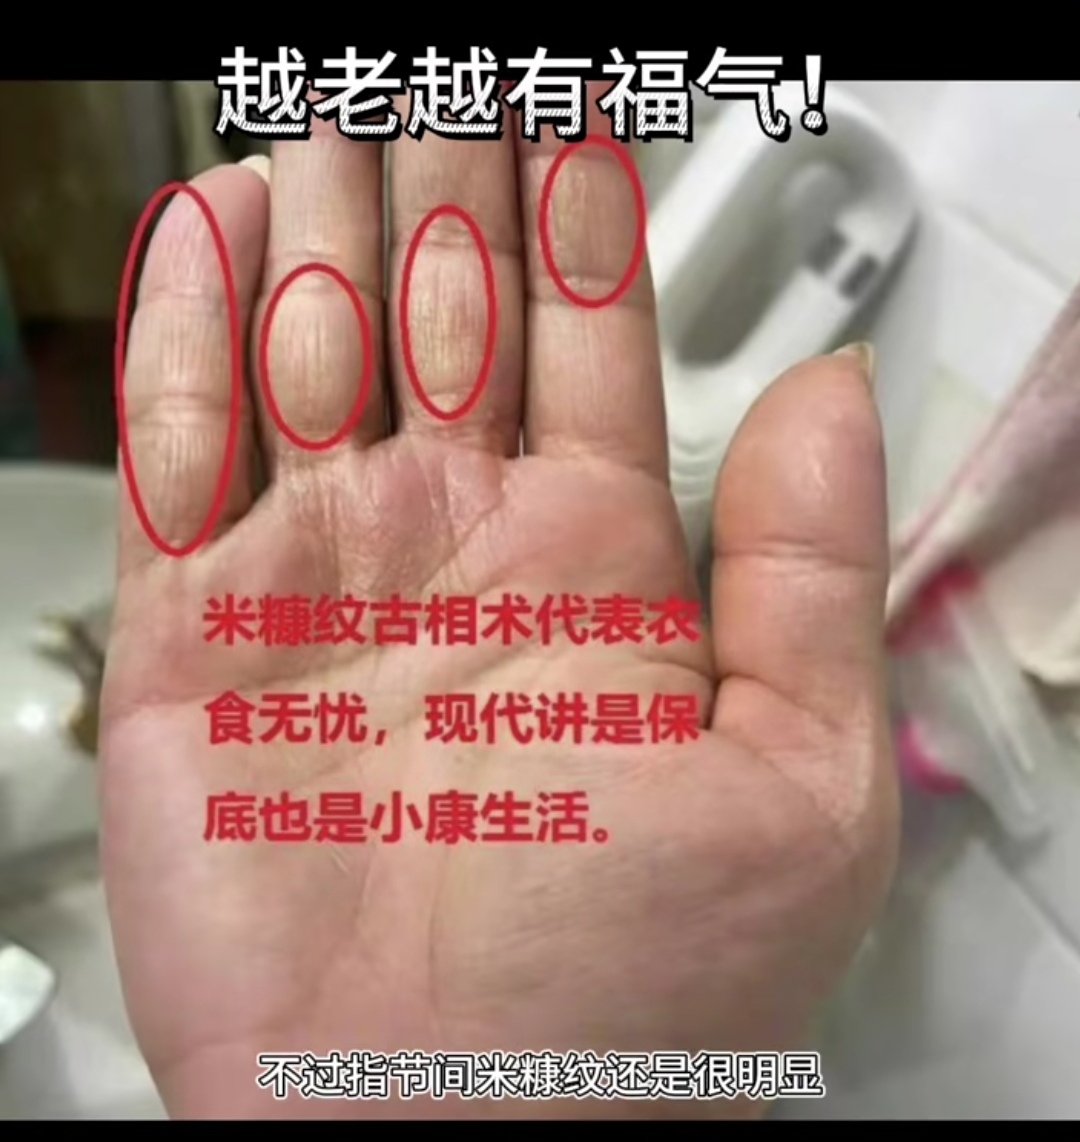 越老越有福气!
米糠纹古相术代表衣
食无忧，现代讲是保
底也是小康生活。
不过指节间米糠纹还是很明显